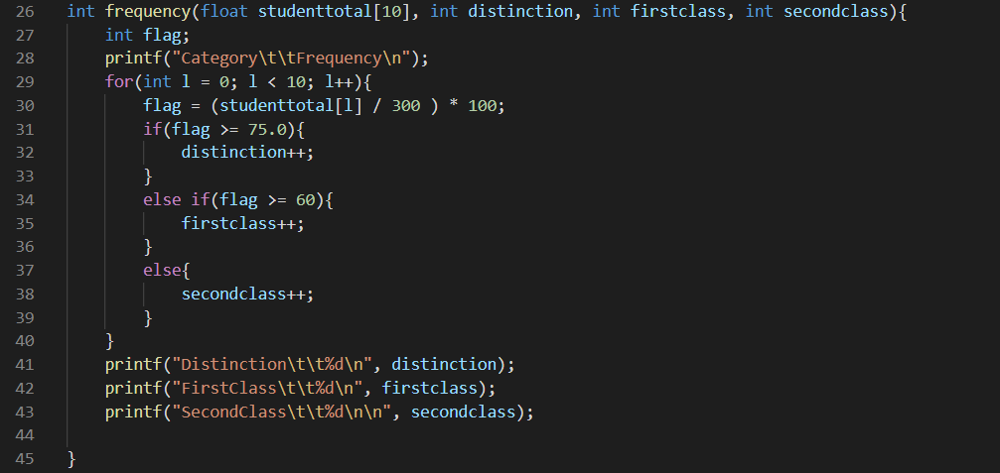 26 int frequency(float studenttotal[10], int distinction, int firstclass, int secondclass){
27     int flag;
28     printf("Category\t\tFrequency\n");
29     for(int l = 0; l < 10; l++){
30         flag = (studenttotal[l] / 300 ) * 100;
31         if(flag >= 75.0){
32             distinction++;
33         }
34         else if(flag >= 60){
35             firstclass++;
36         }
37         else{
38             secondclass++;
39         }
40     }
41     printf("Distinction\t\t%d\n", distinction);
42     printf("FirstClass\t\t%d\n", firstclass);
43     printf("SecondClass\t\t%d\n\n", secondclass);
44
45 }